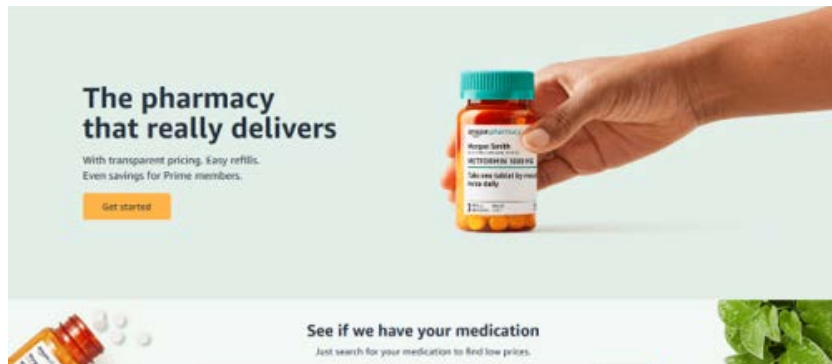 The pharmacy
that really delivers
With transparent pricing. Easy refills.
Even savings for Prime members.
Get started
amazon pharmacy
Morgan Smith
METFORMIN 1000 MG
Take one tablet by mouth
twice daily
See if we have your medication
Just search for your medication to find low prices.